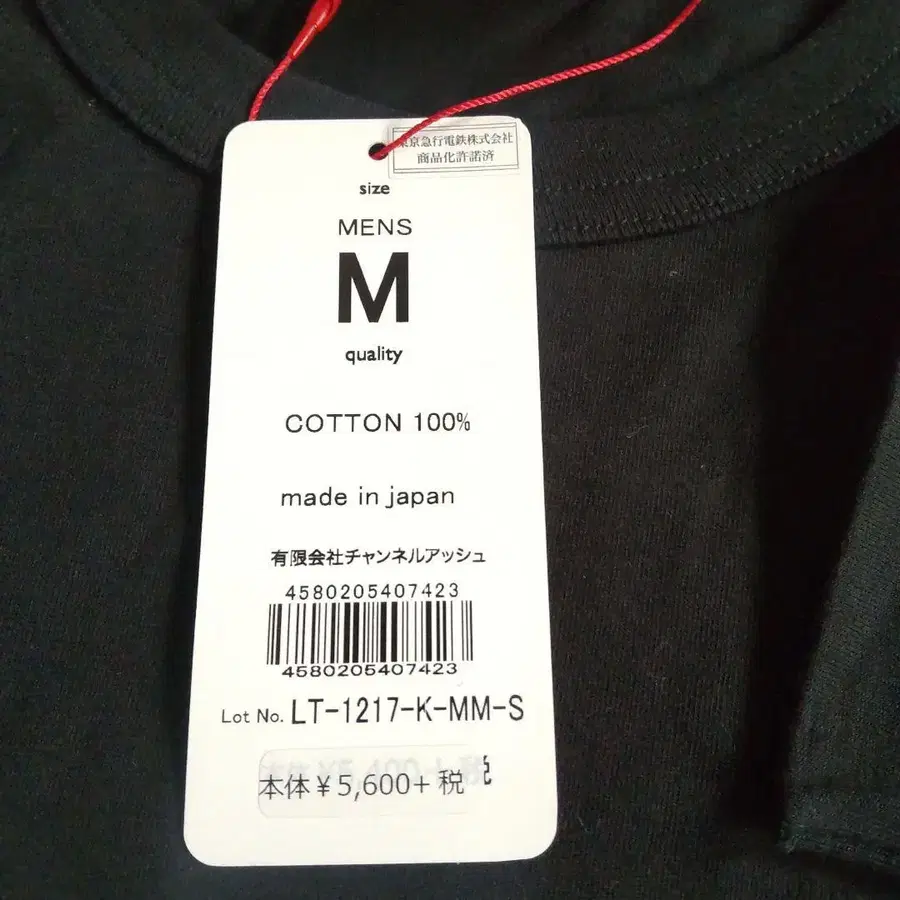 東京急行電鉄株式会社
商品化許諾済
size
MENS
M
quality
COTTON 100%
made in japan
有限会社チャンネルアッシュ
4580205407423
4580205407423
Lot No. LT-1217-K-MM-S
本体¥5,600+税